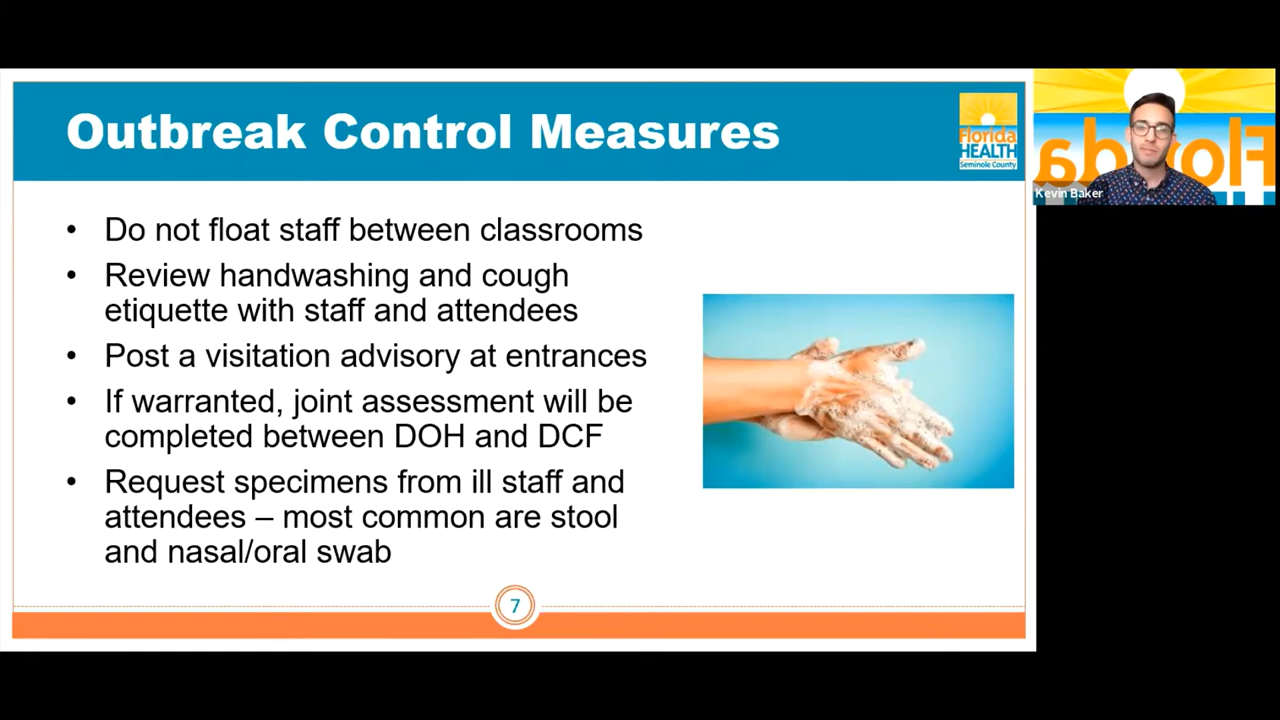 Outbreak Control Measures
Florida
HEALTH
Seminole County
• Do not float staff between classrooms
• Review handwashing and cough
etiquette with staff and attendees
• Post a visitation advisory at entrances
• If warranted, joint assessment will be
completed between DOH and DCF
• Request specimens from ill staff and
attendees – most common are stool
and nasal/oral swab
7
Kevin Baker